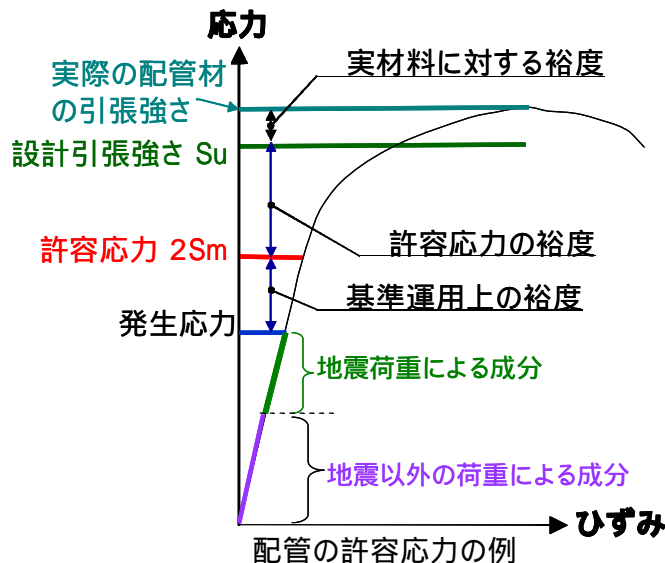 応力
実際の配管材
の引張強さ
実材料に対する裕度
設計引張強さ Su
許容応力 2Sm
許容応力の裕度
基準運用上の裕度
発生応力
地震荷重による成分
地震以外の荷重による成分
ひずみ
配管の許容応力の例